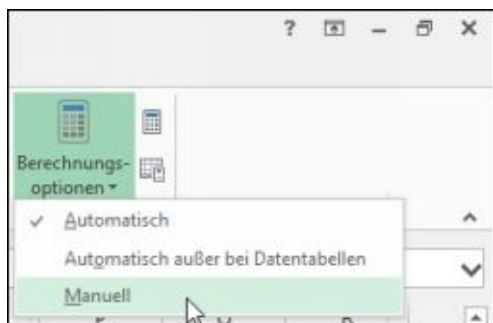 ?
Berechnungs-
optionen
Automatisch
Automatisch außer bei Datentabellen
Manuell